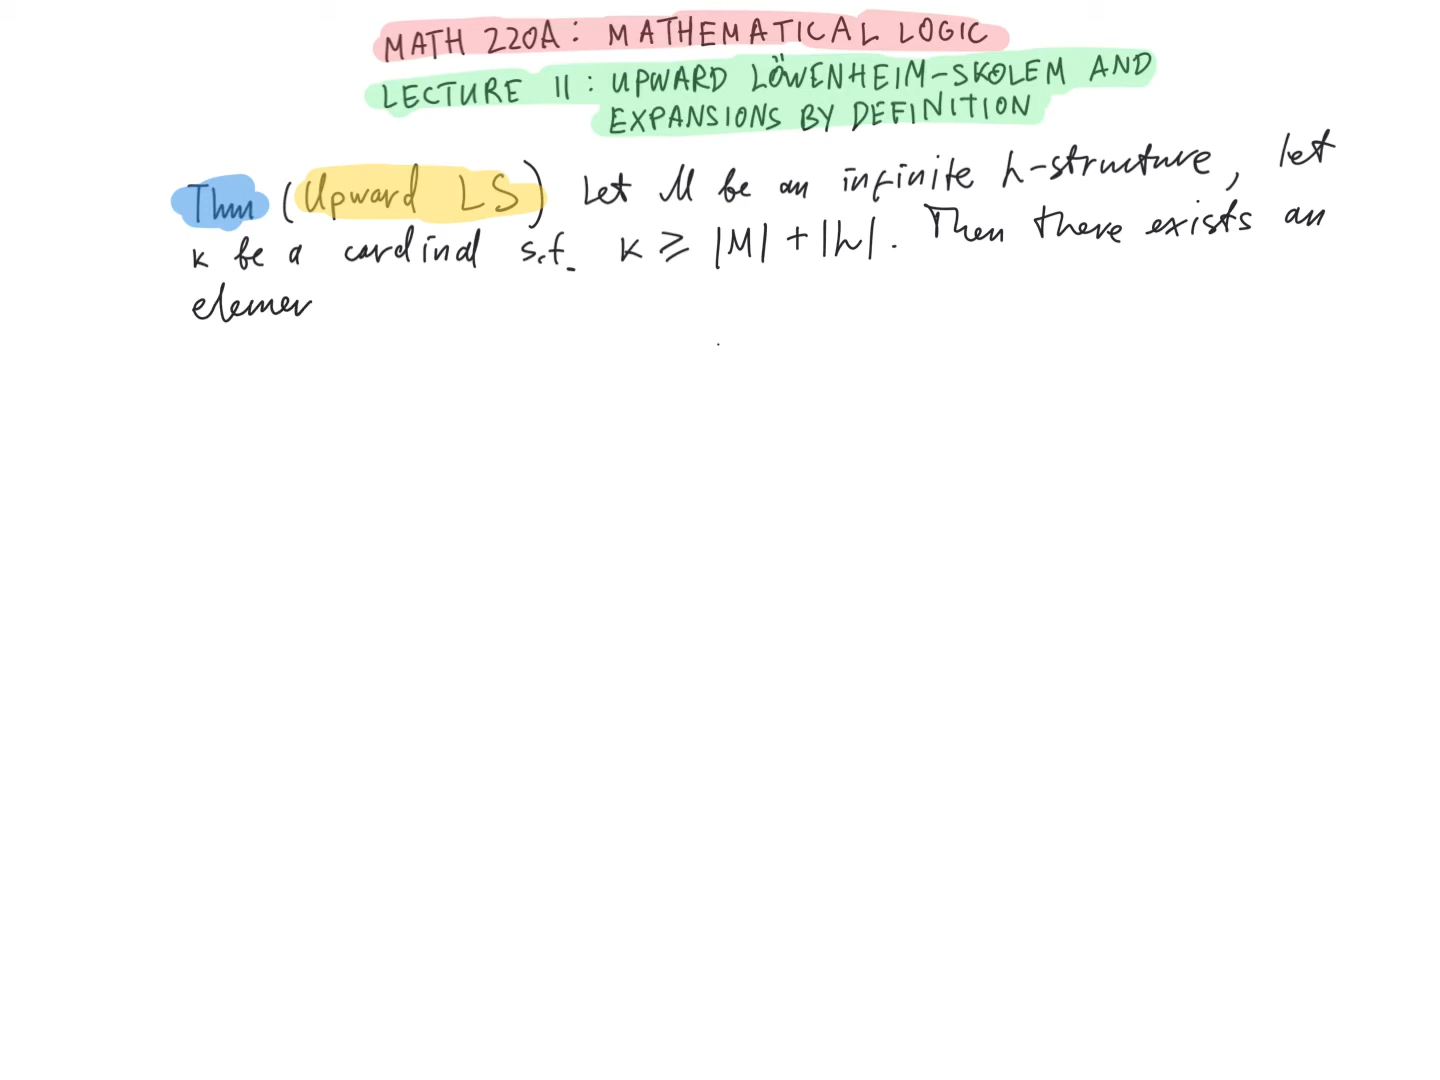 MATH 220A: MATHEMATICAL LOGIC
LECTURE 11: UPWARD LÖWENHEIM-SKOLEM AND
EXPANSIONS BY DEFINITION
Thm (Upward LS) Let M be an infinite L-structure, let
κ be a cardinal s.t. κ ≥ |M| + |L|. Then there exists an
elemen